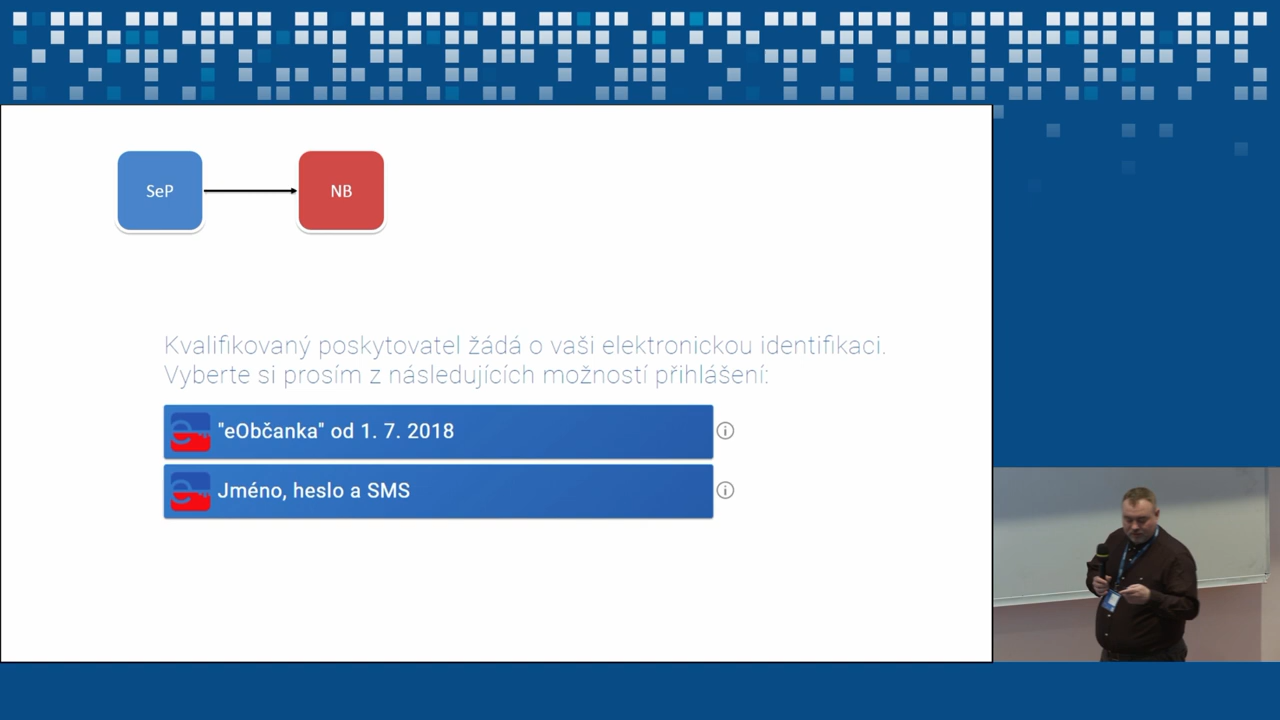 SeP
NB
Kvalifikovaný poskytovatel žádá o vaši elektronickou identifikaci.
Vyberte si prosím z následujících možností přihlášení:
"eObčanka" od 1. 7. 2018
Jméno, heslo a SMS